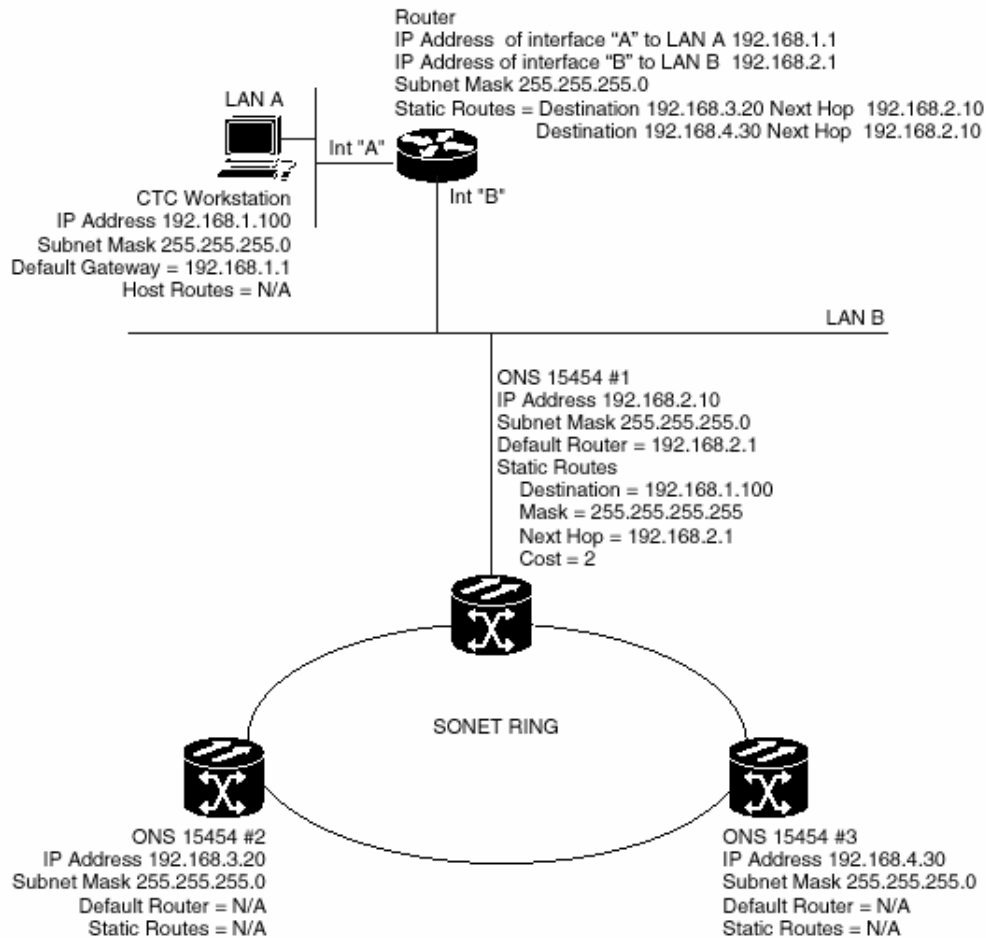 Router
IP Address of interface “A” to LAN A 192.168.1.1
IP Address of interface “B” to LAN B 192.168.2.1
Subnet Mask 255.255.255.0
Static Routes = Destination 192.168.3.20 Next Hop 192.168.2.10
Destination 192.168.4.30 Next Hop 192.168.2.10
LAN A
Int "A"
Int "B"
CTC Workstation
IP Address 192.168.1.100
Subnet Mask 255.255.255.0
Default Gateway = 192.168.1.1
Host Routes = N/A
LAN B
ONS 15454 #1
IP Address 192.168.2.10
Subnet Mask 255.255.255.0
Default Router = 192.168.2.1
Static Routes
Destination = 192.168.1.100
Mask = 255.255.255.255
Next Hop = 192.168.2.1
Cost = 2
SONET RING
ONS 15454 #2
IP Address 192.168.3.20
Subnet Mask 255.255.255.0
Default Router = N/A
Static Routes = N/A
ONS 15454 #3
IP Address 192.168.4.30
Subnet Mask 255.255.255.0
Default Router = N/A
Static Routes = N/A